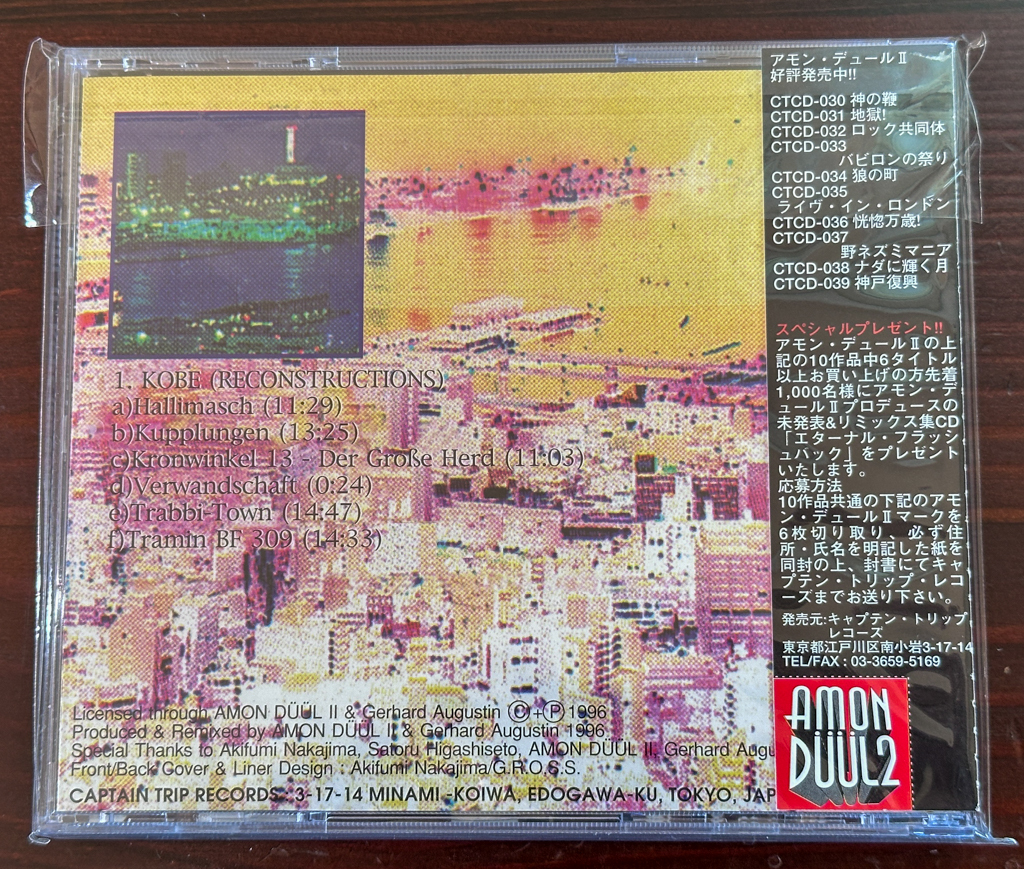 1. KOBE (RECONSTRUCTIONS)
a)Hallimasch (11:29)
b)Kupplungen (13:25)
c)Kronwinkel 13 - Der Große Herd (11:03)
d)Verwandschaft (0:24)
e)Trabbi-Town (14:47)
f)Tramin BF 309 (14:33)
Licensed through AMON DÜÜL II & Gerhard Augustin ©+Ⓟ 1996
Produced & Remixed by AMON DÜÜL II & Gerhard Augustin 1996
Special Thanks to Akifumi Nakajima, Satoru Higashiseto, AMON DÜÜL II, Gerhard Augu
Front/Back Cover & Liner Design : Akifumi Nakajima/G.R.O.S.S.
CAPTAIN TRIP RECORDS : 3-17-14 MINAMI-KOIWA, EDOGAWA-KU, TOKYO, JAP
アモン・デュールⅡ
好評発売中!!
CTCD-030 神の鞭
CTCD-031 地獄!
CTCD-032 ロック共同体
CTCD-033
バビロンの祭り
CTCD-034 狼の町
CTCD-035
ライヴ・イン・ロンドン
CTCD-036 恍惚万歳!
CTCD-037
野ネズミマニア
CTCD-038 ナダに輝く月
CTCD-039 神戸復興
スペシャルプレゼント!!
アモン・デュールⅡの上
記の10作品中6タイトル
以上お買い上げの方先着
1,000名様にアモン・デ
ュールⅡプロデュースの
未発表&リミックス集CD
「エターナル・フラッシ
ュバック」をプレゼント
いたします。
応募方法
10作品共通の下記のアモ
ン・デュールⅡマークを
6枚切り取り、必ず住
所・氏名を明記した紙を
同封の上、封書にてキャ
プテン・トリップ・レコ
ーズまでお送り下さい。
発売元:キャプテン・トリップ
レコーズ
東京都江戸川区南小岩3-17-14
TEL/FAX : 03-3659-5169
AMON
DÜÜL2